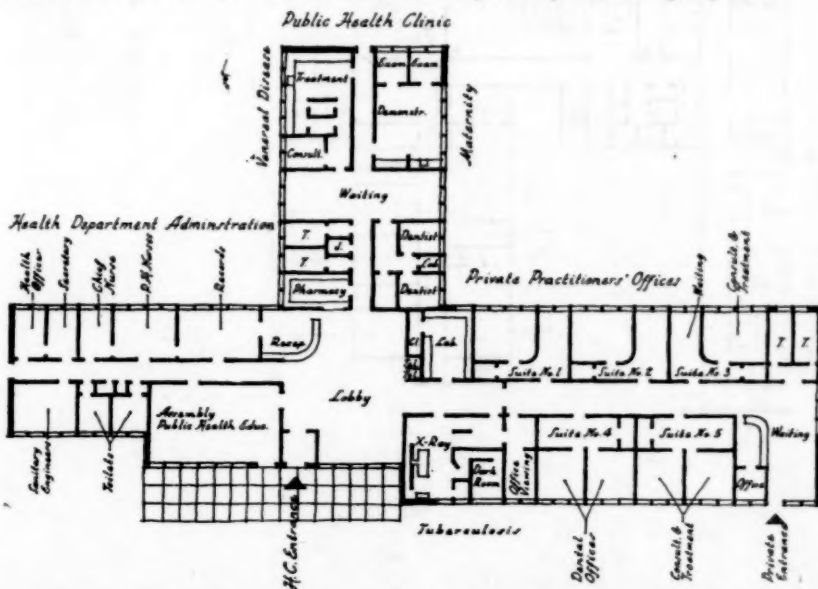 Public Health Clinic
Venereal Disease
Treatment
Exam
Exam
Demonstr.
Maternity
Consult.
Waiting
Health Department Adminstration
T.
J.
T.
Dentist
Lab.
Dentist
Pharmacy
Private Practitioners' Offices
Health Officer
Secretary
Chief Nurse
P.H. Nurses
Records
Waiting
Consult. & Treatment
Recep.
Cl
Lab.
Suite No. 1
Suite No. 2
Suite No. 3
T.
T.
Lobby
Assembly
Public Health Educ.
X-Ray
Dark
Room
Office
Viewing
Suite No. 4
Suite No. 5
Waiting
Office
Sanitary
Engineers
Toilets
H.C. Entrance
Tuberculosis
Dental
Offices
Consult. &
Treatment
Private
Entrance